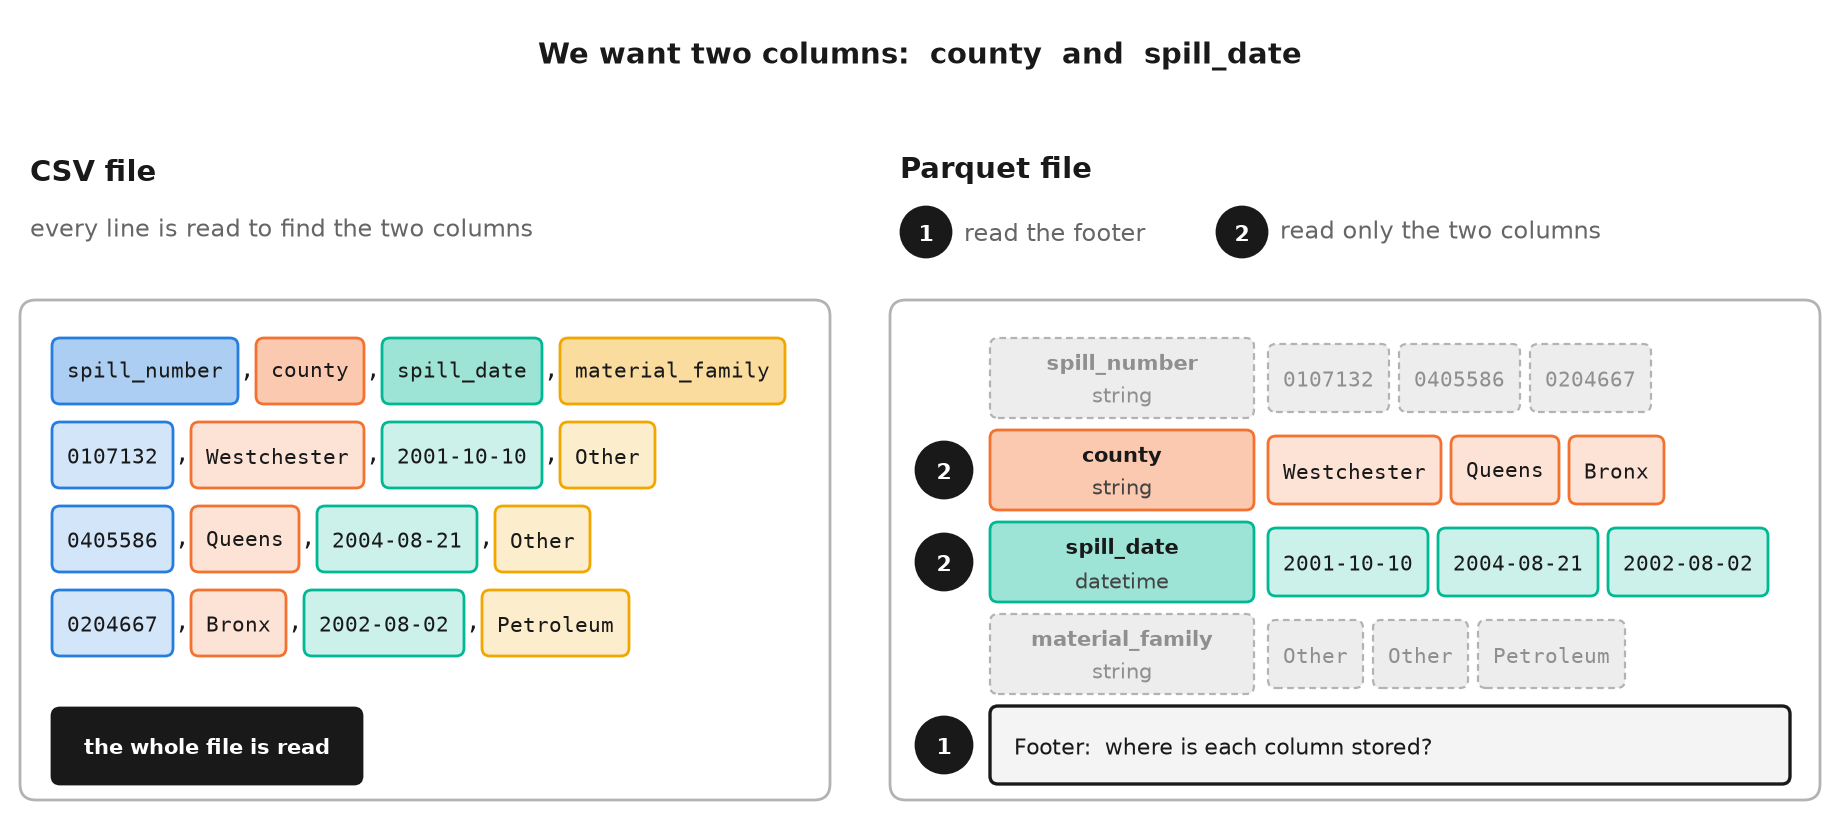 We want two columns:  county  and  spill_date
CSV file
every line is read to find the two columns
spill_number, county, spill_date, material_family
0107132, Westchester, 2001-10-10, Other
0405586, Queens, 2004-08-21, Other
0204667, Bronx, 2002-08-02, Petroleum
the whole file is read
Parquet file
1 read the footer
2 read only the two columns
spill_number
string
0107132 0405586 0204667
2
county
string
Westchester Queens Bronx
2
spill_date
datetime
2001-10-10 2004-08-21 2002-08-02
material_family
string
Other Other Petroleum
1
Footer:  where is each column stored?